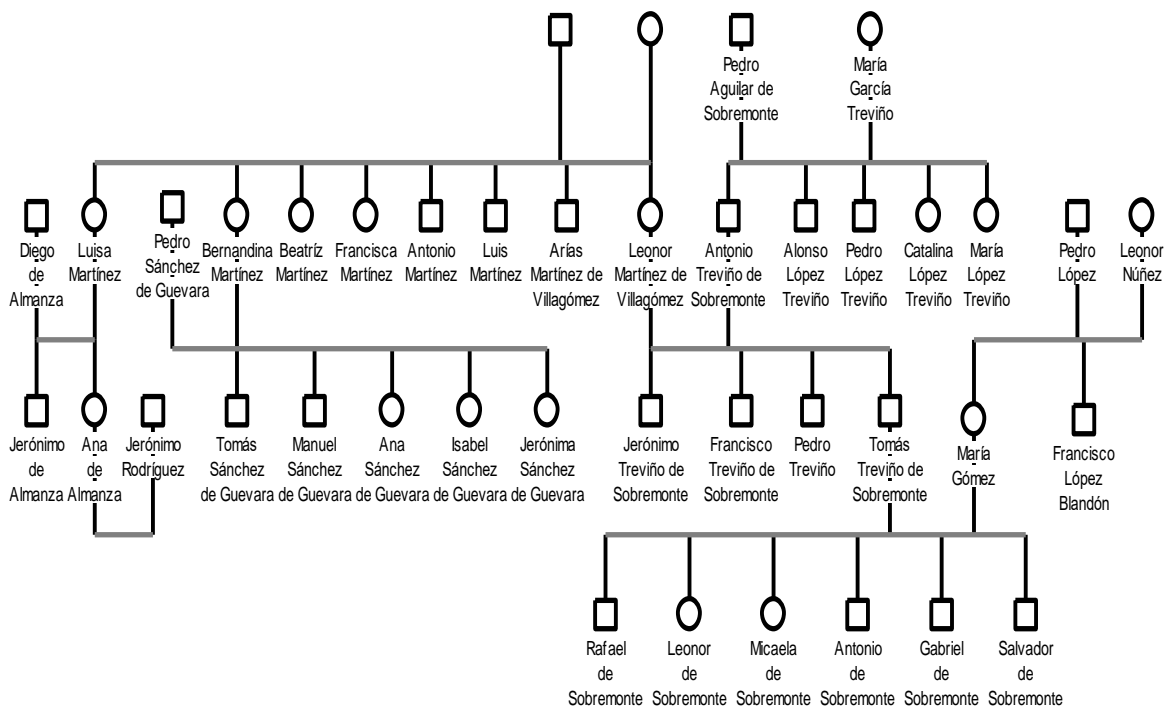 Pedro
Aguilar de
Sobremonte
María
García
Treviño
Diego
de
Almanza
Luisa
Martínez
Pedro
Sánchez
de Guevara
Bernandina
Martínez
Beatríz
Martínez
Francisca
Martínez
Antonio
Martínez
Luis
Martínez
Arías
Martínez de
Villagómez
Leonor
Martínez de
Villagómez
Antonio
Treviño de
Sobremonte
Alonso
López
Treviño
Pedro
López
Treviño
Catalina
López
Treviño
María
López
Treviño
Pedro
López
Leonor
Núñez
Jerónimo
de
Almanza
Ana
de
Almanza
Jerónimo
Rodríguez
Tomás
Sánchez
de Guevara
Manuel
Sánchez
de Guevara
Ana
Sánchez
de Guevara
Isabel
Sánchez
de Guevara
Jerónima
Sánchez
de Guevara
Jerónimo
Treviño de
Sobremonte
Francisco
Treviño de
Sobremonte
Pedro
Treviño
Tomás
Treviño de
Sobremonte
María
Gómez
Francisco
López
Blandón
Rafael
de
Sobremonte
Leonor
de
Sobremonte
Micaela
de
Sobremonte
Antonio
de
Sobremonte
Gabriel
de
Sobremonte
Salvador
de
Sobremonte